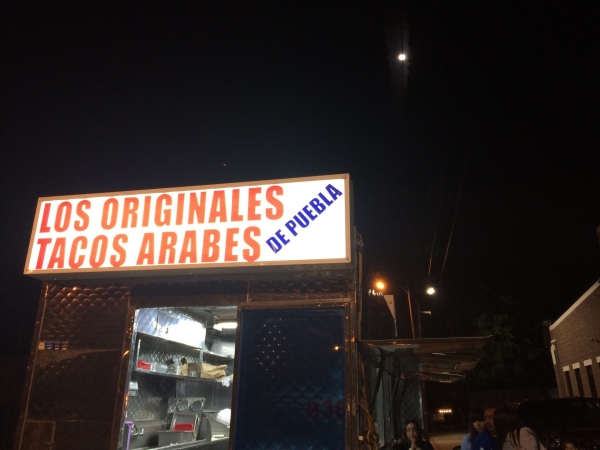 LOS ORIGINALES
TACOS ARABES
DE PUEBLA